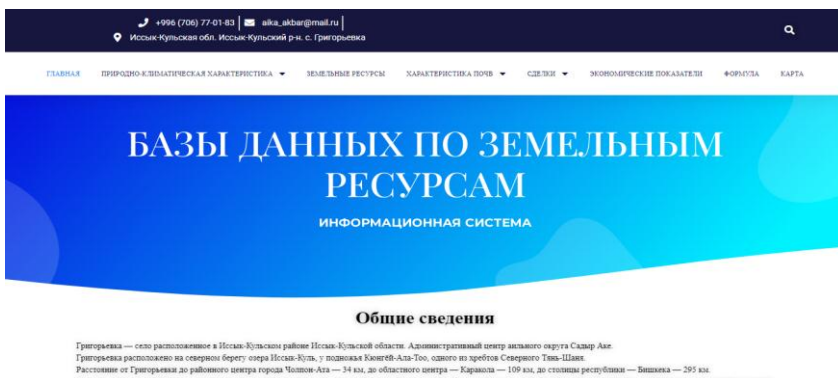 +996 (706) 77-01-83 | aika_akbar@mail.ru |
Иссык-Кульская обл. Иссык-Кульский р-н. с. Григорьевка
ГЛАВНАЯ ПРИРОДНО-КЛИМАТИЧЕСКАЯ ХАРАКТЕРИСТИКА ЗЕМЕЛЬНЫЕ РЕСУРСЫ ХАРАКТЕРИСТИКА ПОЧВ СДЕЛКИ ЭКОНОМИЧЕСКИЕ ПОКАЗАТЕЛИ ФОРМУЛА КАРТА
БАЗЫ ДАННЫХ ПО ЗЕМЕЛЬНЫМ
РЕСУРСАМ
ИНФОРМАЦИОННАЯ СИСТЕМА
Общие сведения
Григорьевка — село расположенное в Иссык-Кульском районе Иссык-Кульской области. Административный центр аильного округа Садыр Аке.
Григорьевка расположено на северном берегу озера Иссык-Куль, у подножья Кюнгёй-Ала-Тоо, одного из хребтов Северного Тянь-Шаня.
Расстояние от Григорьевки до районного центра города Чолпон-Ата — 34 км, до областного центра — Каракола — 109 км, до столицы республики — Бишкека — 295 км.